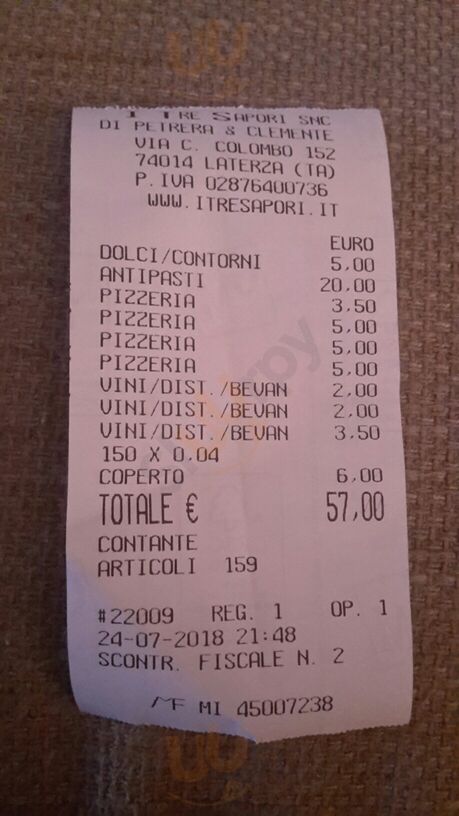 I TRE SAPORI SNC
DI PETRERA & CLEMENTE
VIA C. COLOMBO 152
74014 LATERZA (TA)
P. IVA 02876400736
WWW.ITRESAPORI.IT
EURO
DOLCI/CONTORNI 5,00
ANTIPASTI 20,00
PIZZERIA 3,50
PIZZERIA 5,00
PIZZERIA 5,00
PIZZERIA 5,00
VINI/DIST./BEVAN 2,00
VINI/DIST./BEVAN 2,00
VINI/DIST./BEVAN 3,50
150 X 0,04
COPERTO 6,00
TOTALE € 57,00
CONTANTE
ARTICOLI 159
#22009 REG. 1 OP. 1
24-07-2018 21:48
SCONTR. FISCALE N. 2
MF MI 45007238